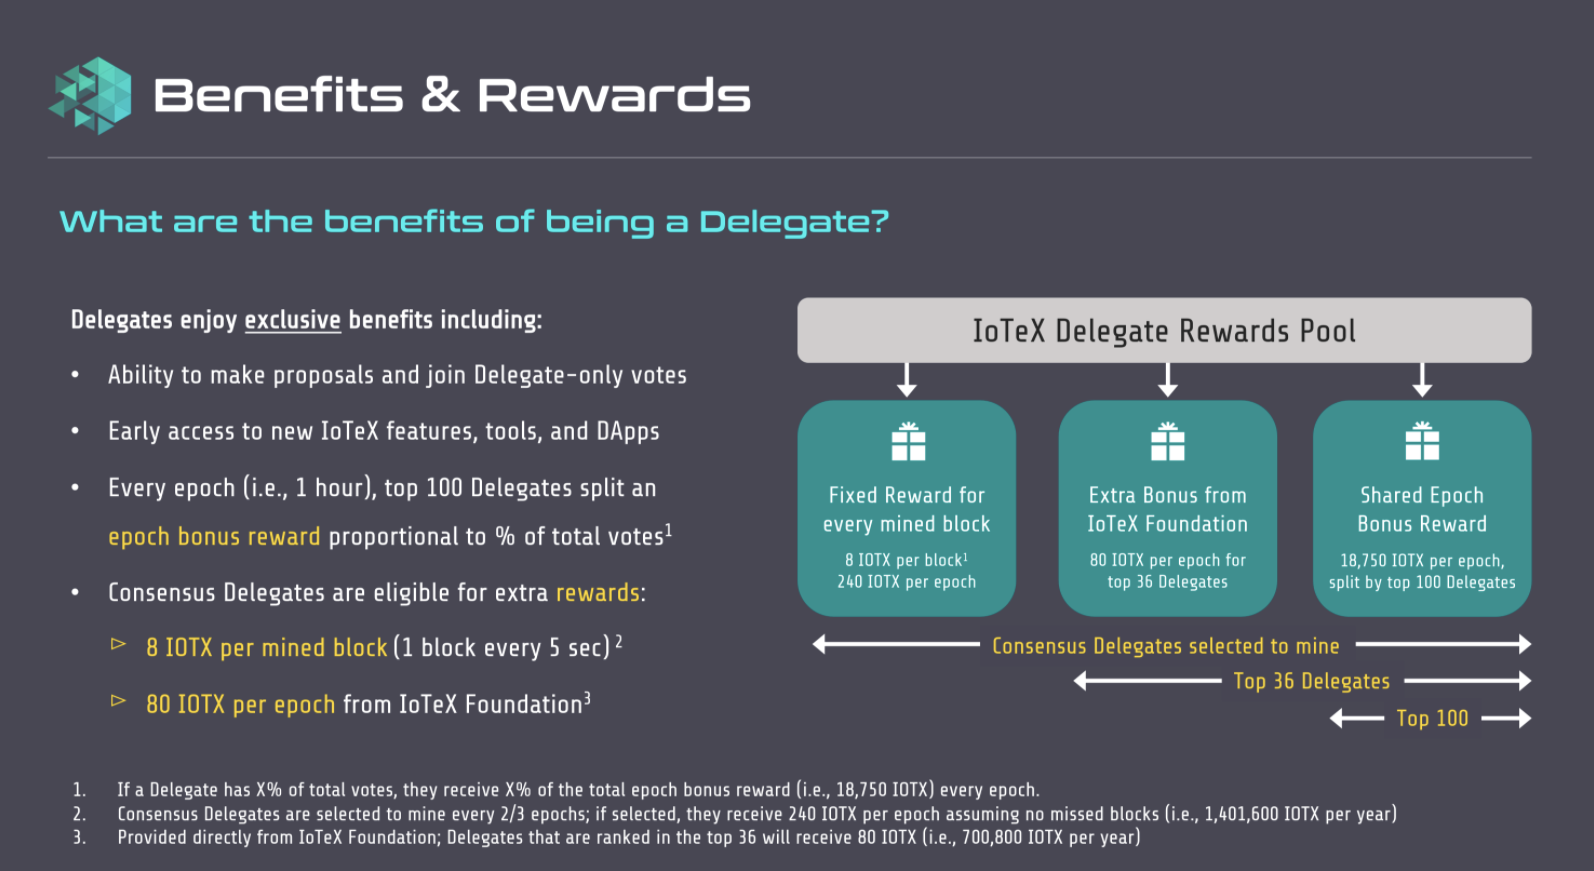 Benefits & Rewards
What are the benefits of being a Delegate?
Delegates enjoy exclusive benefits including:
• Ability to make proposals and join Delegate-only votes
• Early access to new IoTeX features, tools, and DApps
• Every epoch (i.e., 1 hour), top 100 Delegates split an
epoch bonus reward proportional to % of total votes¹
• Consensus Delegates are eligible for extra rewards:
▷ 8 IOTX per mined block (1 block every 5 sec) ²
▷ 80 IOTX per epoch from IoTeX Foundation³
IoTeX Delegate Rewards Pool
Fixed Reward for
every mined block
8 IOTX per block¹
240 IOTX per epoch
Extra Bonus from
IoTeX Foundation
80 IOTX per epoch for
top 36 Delegates
Shared Epoch
Bonus Reward
18,750 IOTX per epoch,
split by top 100 Delegates
Consensus Delegates selected to mine
Top 36 Delegates
Top 100
1. If a Delegate has X% of total votes, they receive X% of the total epoch bonus reward (i.e., 18,750 IOTX) every epoch.
2. Consensus Delegates are selected to mine every 2/3 epochs; if selected, they receive 240 IOTX per epoch assuming no missed blocks (i.e., 1,401,600 IOTX per year)
3. Provided directly from IoTeX Foundation; Delegates that are ranked in the top 36 will receive 80 IOTX (i.e., 700,800 IOTX per year)